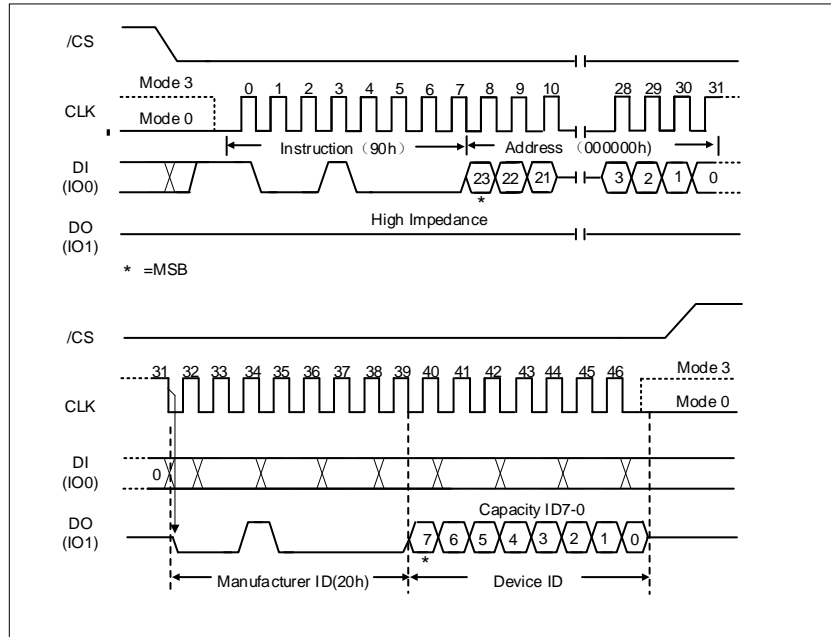 /CS
Mode 3
0 1 2 3 4 5 6 7 8 9 10 28 29 30 31
CLK
Mode 0
Instruction (90h) Address (000000h)
DI
(IO0)
23 22 21 3 2 1 0
*
High Impedance
DO
(IO1)
* =MSB
/CS
31 32 33 34 35 36 37 38 39 40 41 42 43 44 45 46
Mode 3
CLK
Mode 0
DI
(IO0)
0
Capacity ID7-0
DO
(IO1)
7 6 5 4 3 2 1 0
*
Manufacturer ID(20h) Device ID